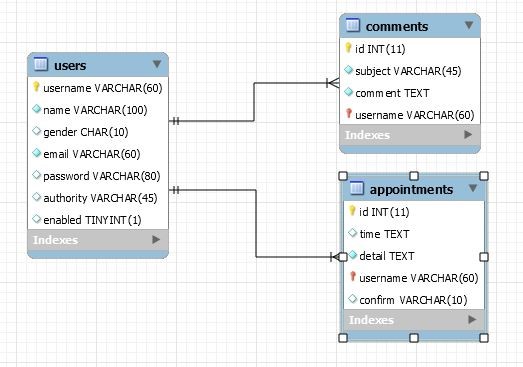 users
username VARCHAR(60)
name VARCHAR(100)
gender CHAR(10)
email VARCHAR(60)
password VARCHAR(80)
authority VARCHAR(45)
enabled TINYINT(1)
Indexes
comments
id INT(11)
subject VARCHAR(45)
comment TEXT
username VARCHAR(60)
Indexes
appointments
id INT(11)
time TEXT
detail TEXT
username VARCHAR(60)
confirm VARCHAR(10)
Indexes